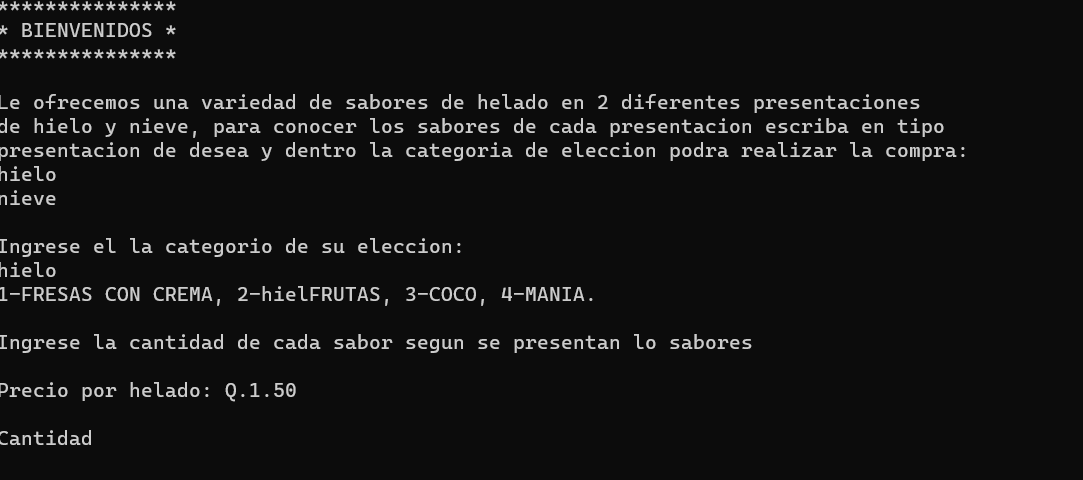 ***************
* BIENVENIDOS *
***************
Le ofrecemos una variedad de sabores de helado en 2 diferentes presentaciones
de hielo y nieve, para conocer los sabores de cada presentacion escriba en tipo
presentacion de desea y dentro la categoria de eleccion podra realizar la compra:
hielo
nieve
Ingrese el la categorio de su eleccion:
hielo
1-FRESAS CON CREMA, 2-hielFRUTAS, 3-COCO, 4-MANIA.
Ingrese la cantidad de cada sabor segun se presentan lo sabores
Precio por helado: Q.1.50
Cantidad